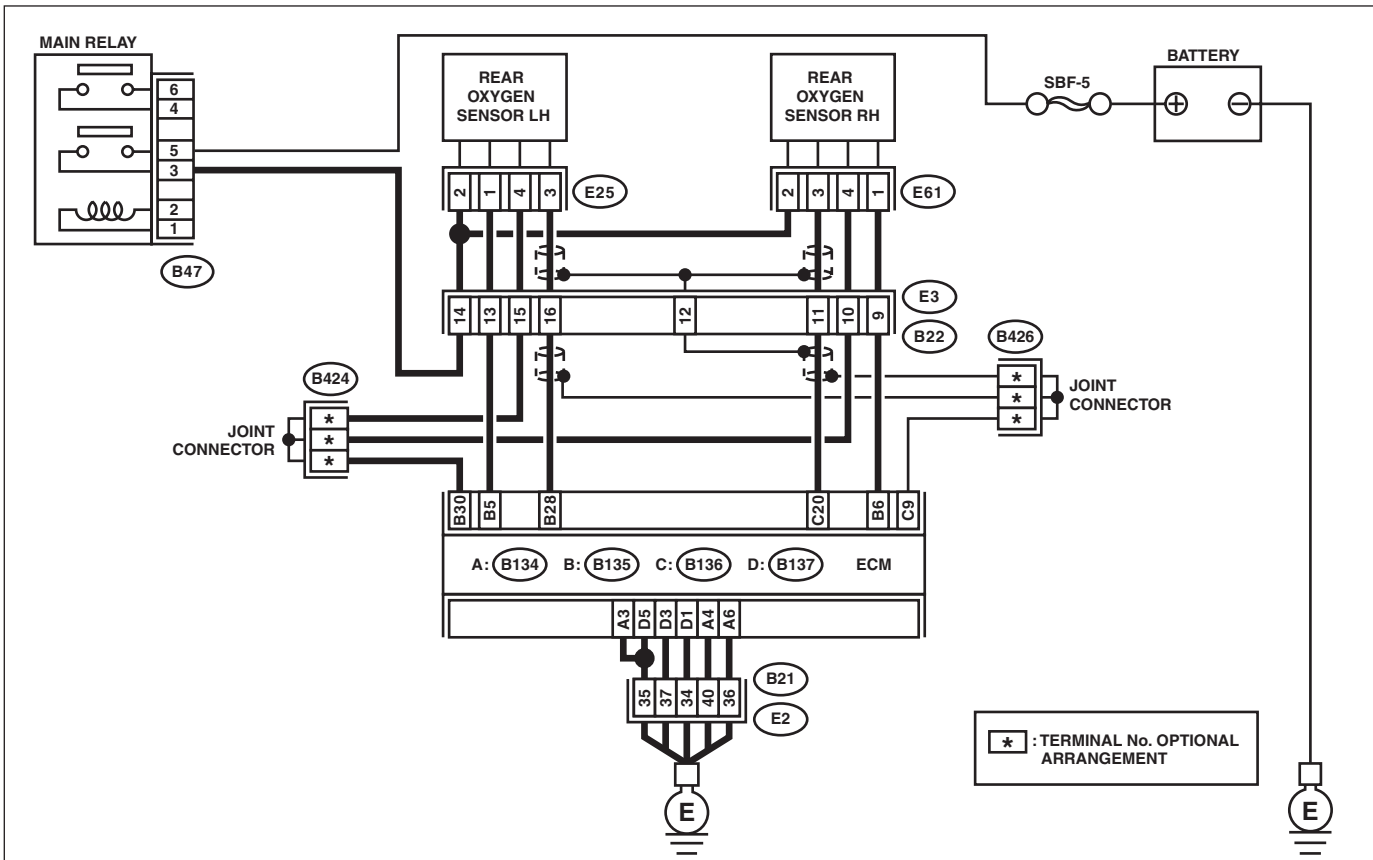 MAIN RELAY
6
4
5
3
2
1
B47
REAR
OXYGEN
SENSOR LH
2 1 4 3
E25
REAR
OXYGEN
SENSOR RH
2 3 4 1
E61
SBF-5
BATTERY
+ −
14 13 15 16 12 11 10 9
E3
B22
B424
JOINT
CONNECTOR
*
*
*
B426
*
*
*
JOINT
CONNECTOR
B30 B5 B28 C20 B6 C9
A: B134 B: B135 C: B136 D: B137 ECM
A3 D5 D3 D1 A4 A6
35 37 34 40 36
B21
E2
E
* : TERMINAL No. OPTIONAL
ARRANGEMENT
E